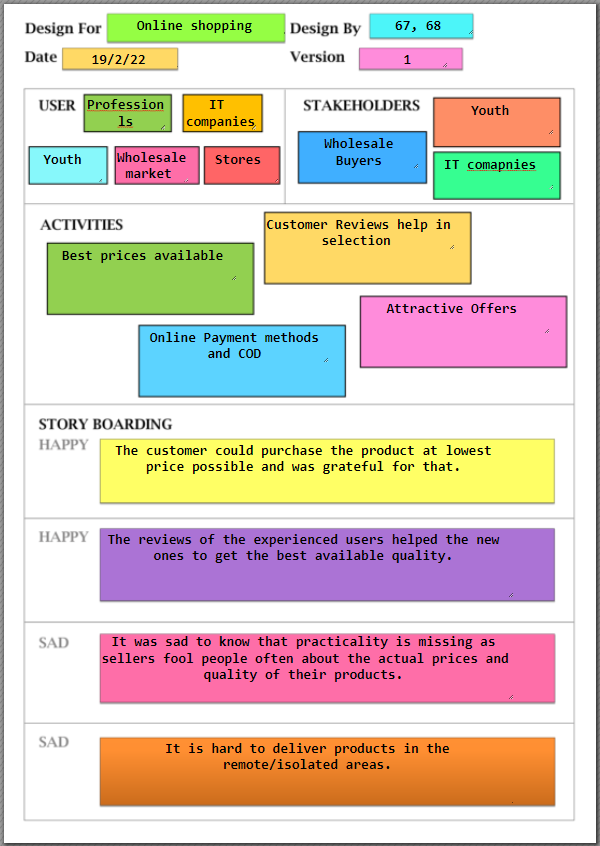 Design For Online shopping Design By 67, 68
Date 19/2/22 Version 1
USER
Profession
ls
IT
companies
Youth
Wholesale
market
Stores
STAKEHOLDERS
Youth
Wholesale
Buyers
IT comapnies
ACTIVITIES
Customer Reviews help in
selection
Best prices available
Attractive Offers
Online Payment methods
and COD
STORY BOARDING
HAPPY
The customer could purchase the product at lowest
price possible and was grateful for that.
HAPPY
The reviews of the experienced users helped the new
ones to get the best available quality.
SAD
It was sad to know that practicality is missing as
sellers fool people often about the actual prices and
quality of their products.
SAD
It is hard to deliver products in the
remote/isolated areas.